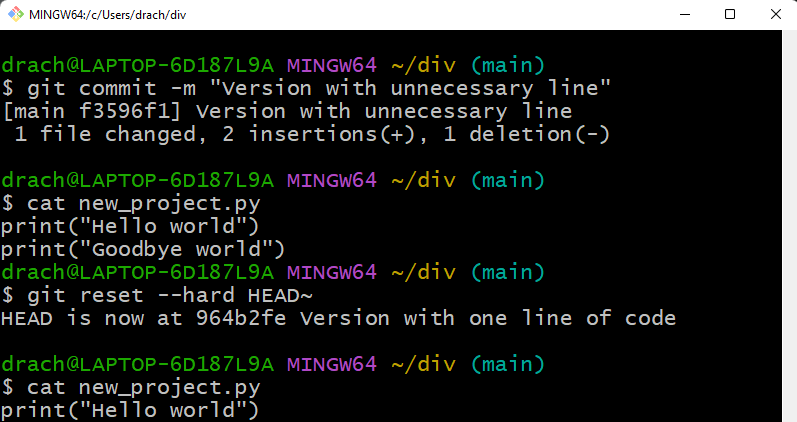 MINGW64:/c/Users/drach/div
drach@LAPTOP-6D187L9A MINGW64 ~/div (main)
$ git commit -m "Version with unnecessary line"
[main f3596f1] Version with unnecessary line
 1 file changed, 2 insertions(+), 1 deletion(-)
drach@LAPTOP-6D187L9A MINGW64 ~/div (main)
$ cat new_project.py
print("Hello world")
print("Goodbye world")
drach@LAPTOP-6D187L9A MINGW64 ~/div (main)
$ git reset --hard HEAD~
HEAD is now at 964b2fe Version with one line of code
drach@LAPTOP-6D187L9A MINGW64 ~/div (main)
$ cat new_project.py
print("Hello world")